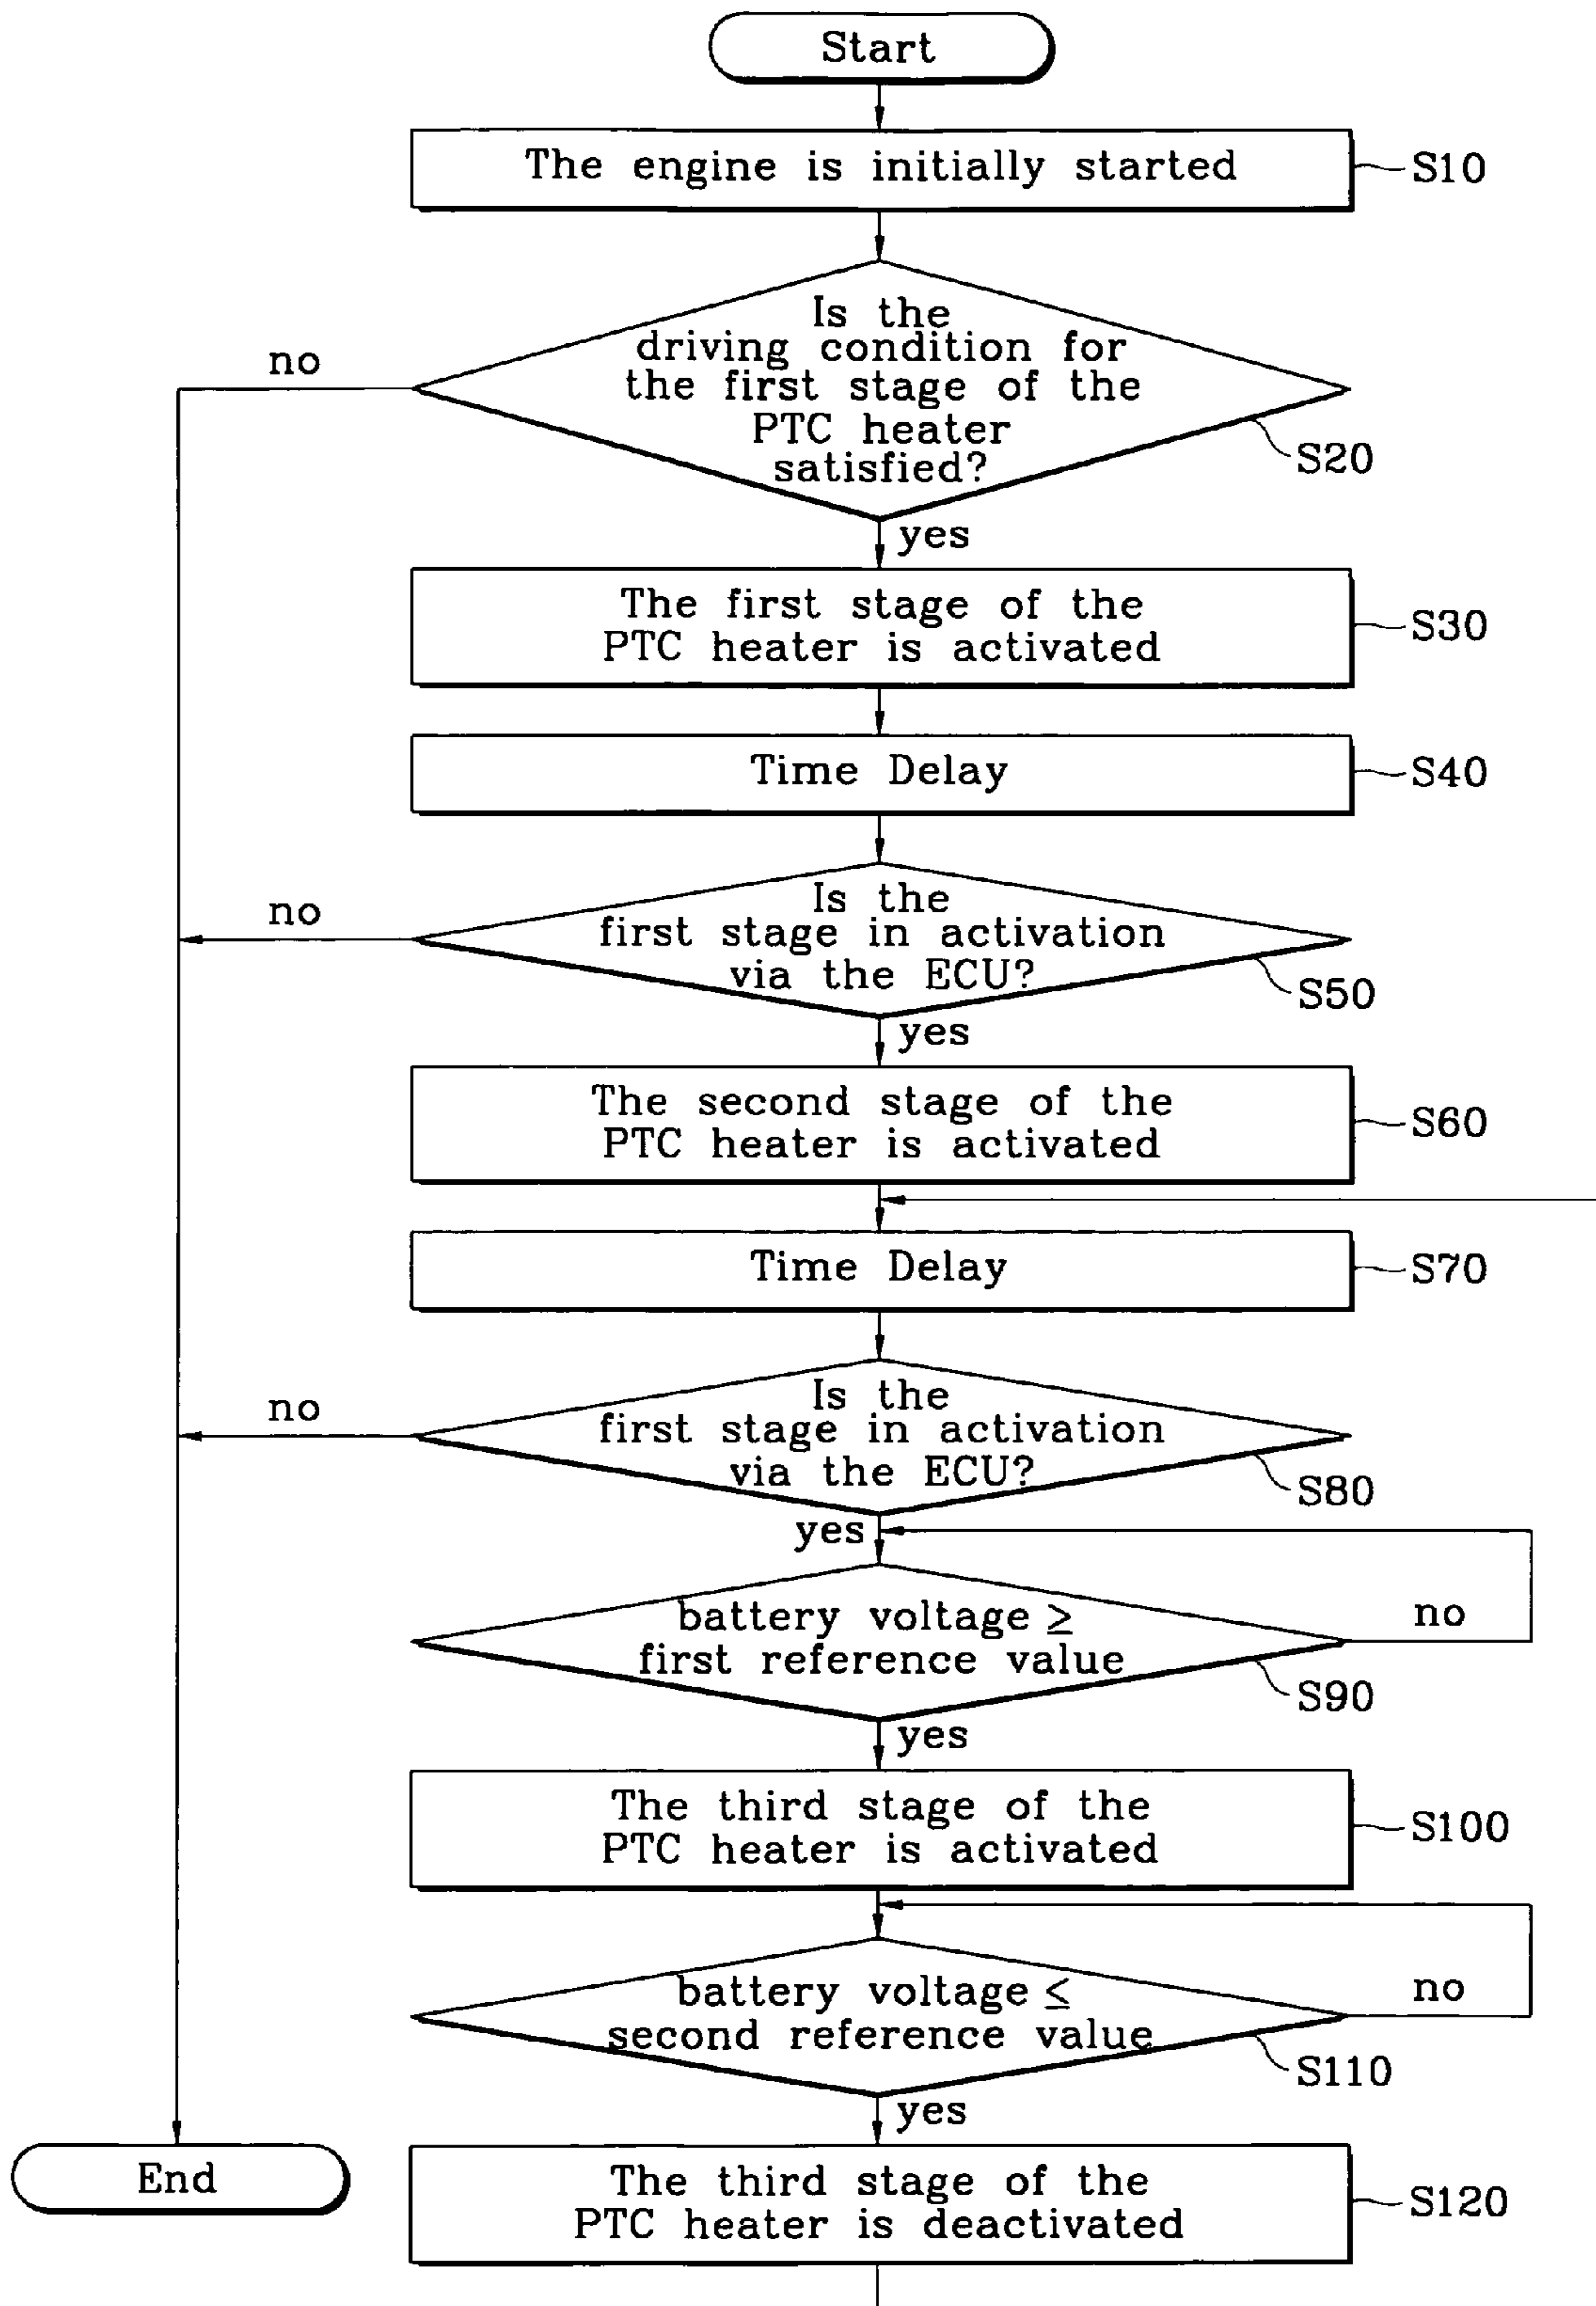 Start
The engine is initially started
S10
Is the
driving condition for
the first stage of the
PTC heater
satisfied?
no
S20
yes
The first stage of the
PTC heater is activated
S30
Time Delay
S40
Is the
first stage in activation
via the ECU?
no
S50
yes
The second stage of the
PTC heater is activated
S60
Time Delay
S70
Is the
first stage in activation
via the ECU?
no
S80
yes
battery voltage ≥
first reference value
no
S90
yes
The third stage of the
PTC heater is activated
S100
battery voltage ≤
second reference value
no
S110
yes
End
The third stage of the
PTC heater is deactivated
S120